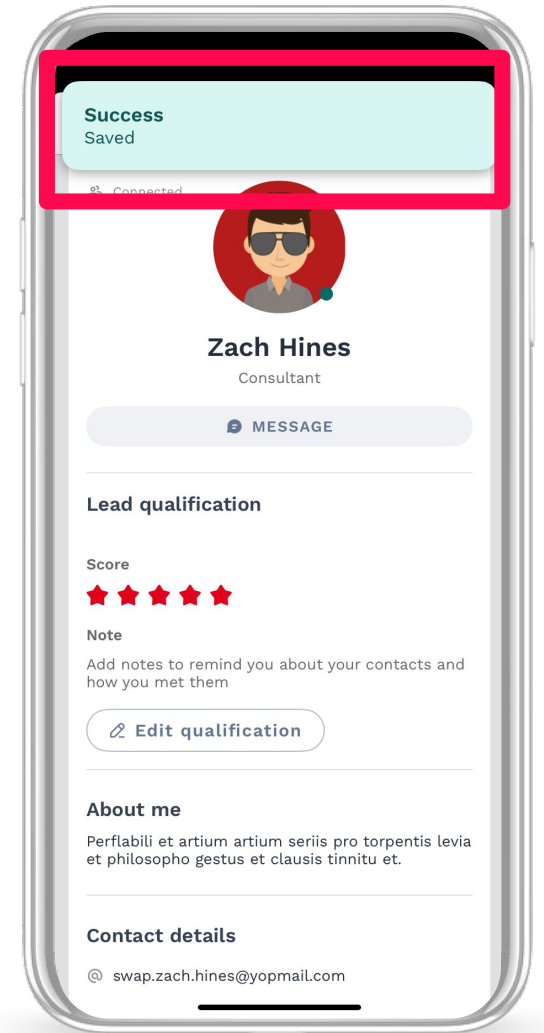 Success
Saved
Connected
Zach Hines
Consultant
MESSAGE
Lead qualification
Score
Note
Add notes to remind you about your contacts and
how you met them
Edit qualification
About me
Perflabili et artium artium seriis pro torpentis levia
et philosopho gestus et clausis tinnitu et.
Contact details
@ swap.zach.hines@yopmail.com